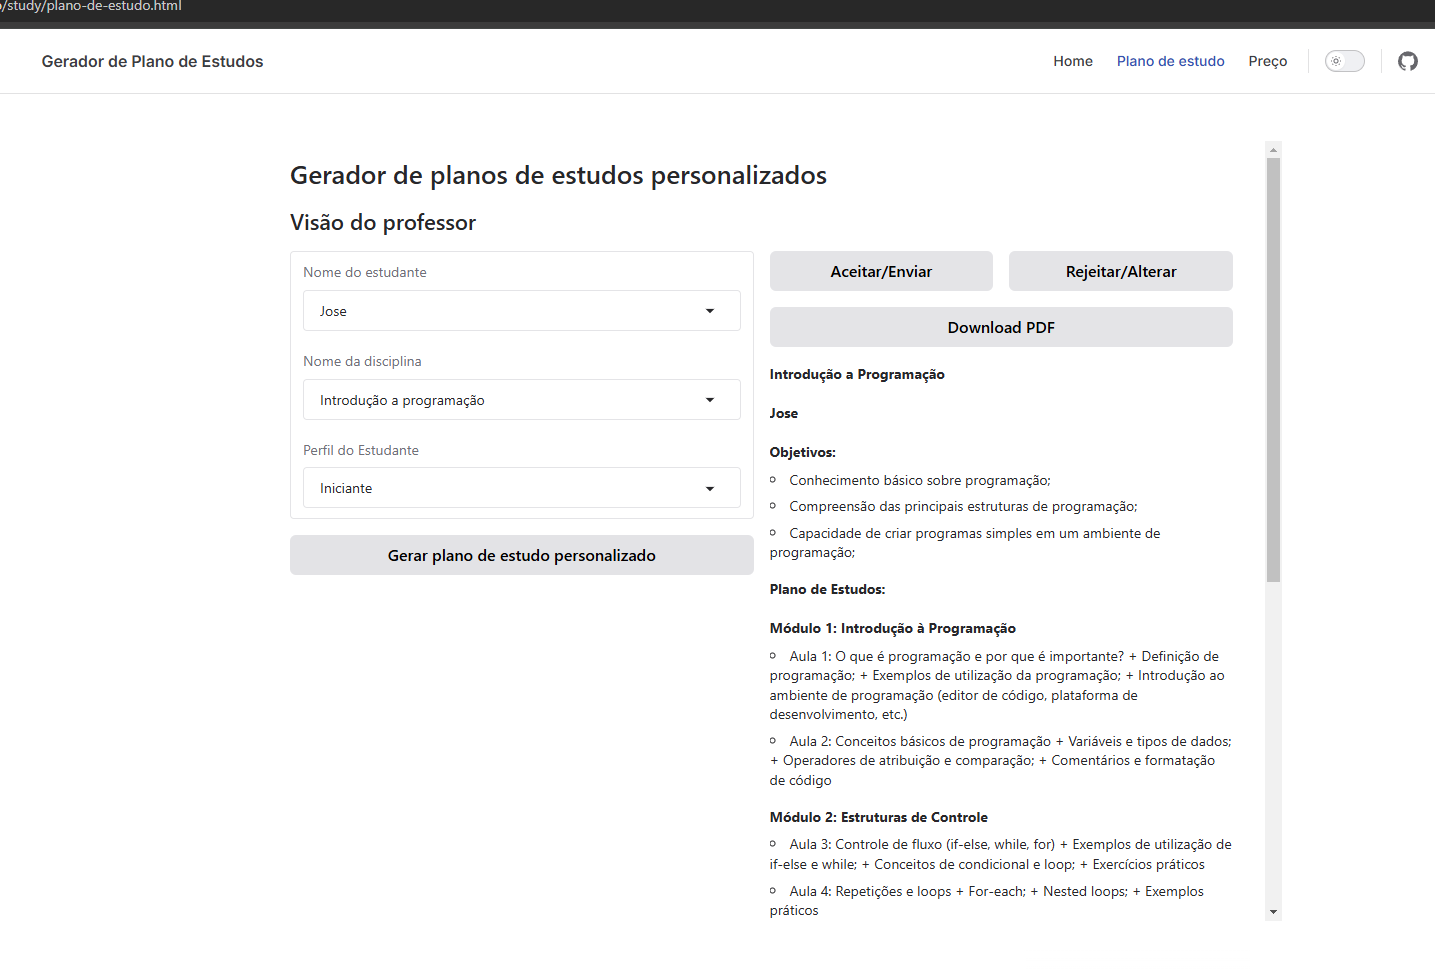 /study/plano-de-estudo.html
Gerador de Plano de Estudos
Home
Plano de estudo
Preço
Gerador de planos de estudos personalizados
Visão do professor
Nome do estudante
Jose
Nome da disciplina
Introdução a programação
Perfil do Estudante
Iniciante
Gerar plano de estudo personalizado
Aceitar/Enviar
Rejeitar/Alterar
Download PDF
Introdução a Programação
Jose
Objetivos:
Conhecimento básico sobre programação;
Compreensão das principais estruturas de programação;
Capacidade de criar programas simples em um ambiente de
programação;
Plano de Estudos:
Módulo 1: Introdução à Programação
Aula 1: O que é programação e por que é importante? + Definição de
programação; + Exemplos de utilização da programação; + Introdução ao
ambiente de programação (editor de código, plataforma de
desenvolvimento, etc.)
Aula 2: Conceitos básicos de programação + Variáveis e tipos de dados;
+ Operadores de atribuição e comparação; + Comentários e formatação
de código
Módulo 2: Estruturas de Controle
Aula 3: Controle de fluxo (if-else, while, for) + Exemplos de utilização de
if-else e while; + Conceitos de condicional e loop; + Exercícios práticos
Aula 4: Repetições e loops + For-each; + Nested loops; + Exemplos
práticos